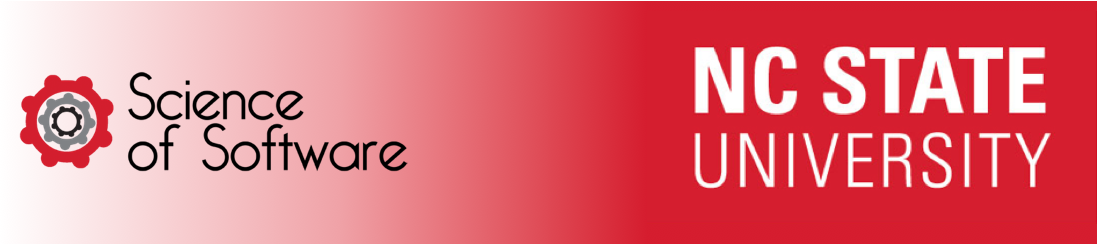 Science
of Software
NC STATE
UNIVERSITY